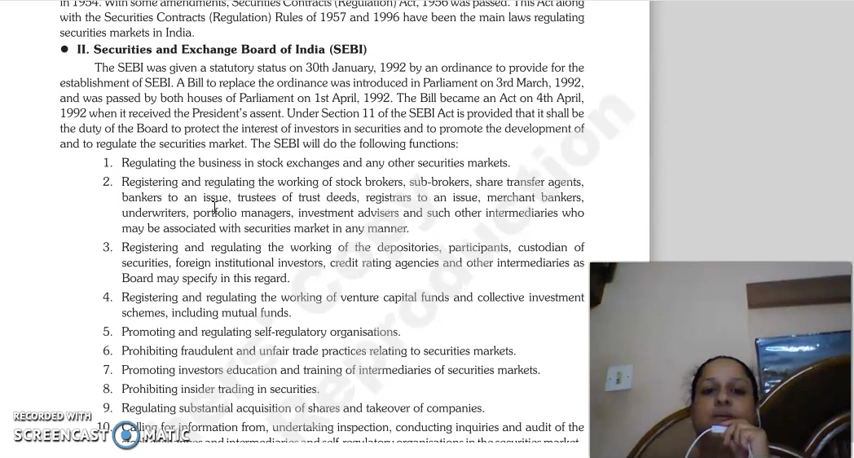 in 1954. With some amendments, Securities Contracts (Regulation) Act, 1956 was passed. This Act along
with the Securities Contracts (Regulation) Rules of 1957 and 1996 have been the main laws regulating
securities markets in India.
● II. Securities and Exchange Board of India (SEBI)
The SEBI was given a statutory status on 30th January, 1992 by an ordinance to provide for the
establishment of SEBI. A Bill to replace the ordinance was introduced in Parliament on 3rd March, 1992,
and was passed by both houses of Parliament on 1st April, 1992. The Bill became an Act on 4th April,
1992 when it received the President's assent. Under Section 11 of the SEBI Act is provided that it shall be
the duty of the Board to protect the interest of investors in securities and to promote the development of
and to regulate the securities market. The SEBI will do the following functions:
1. Regulating the business in stock exchanges and any other securities markets.
2. Registering and regulating the working of stock brokers, sub-brokers, share transfer agents,
bankers to an issue, trustees of trust deeds, registrars to an issue, merchant bankers,
underwriters, portfolio managers, investment advisers and such other intermediaries who
may be associated with securities market in any manner.
3. Registering and regulating the working of the depositories, participants, custodian of
securities, foreign institutional investors, credit rating agencies and other intermediaries as
Board may specify in this regard.
4. Registering and regulating the working of venture capital funds and collective investment
schemes, including mutual funds.
5. Promoting and regulating self-regulatory organisations.
6. Prohibiting fraudulent and unfair trade practices relating to securities markets.
7. Promoting investors education and training of intermediaries of securities markets.
8. Prohibiting insider trading in securities.
9. Regulating substantial acquisition of shares and takeover of companies.
10. Calling for information from, undertaking inspection, conducting inquiries and audit of the
and intermediaries and self-regulatory organisations in the securities market.
Copy
Reproduction
RECORDED WITH
SCREENCAST MATIC